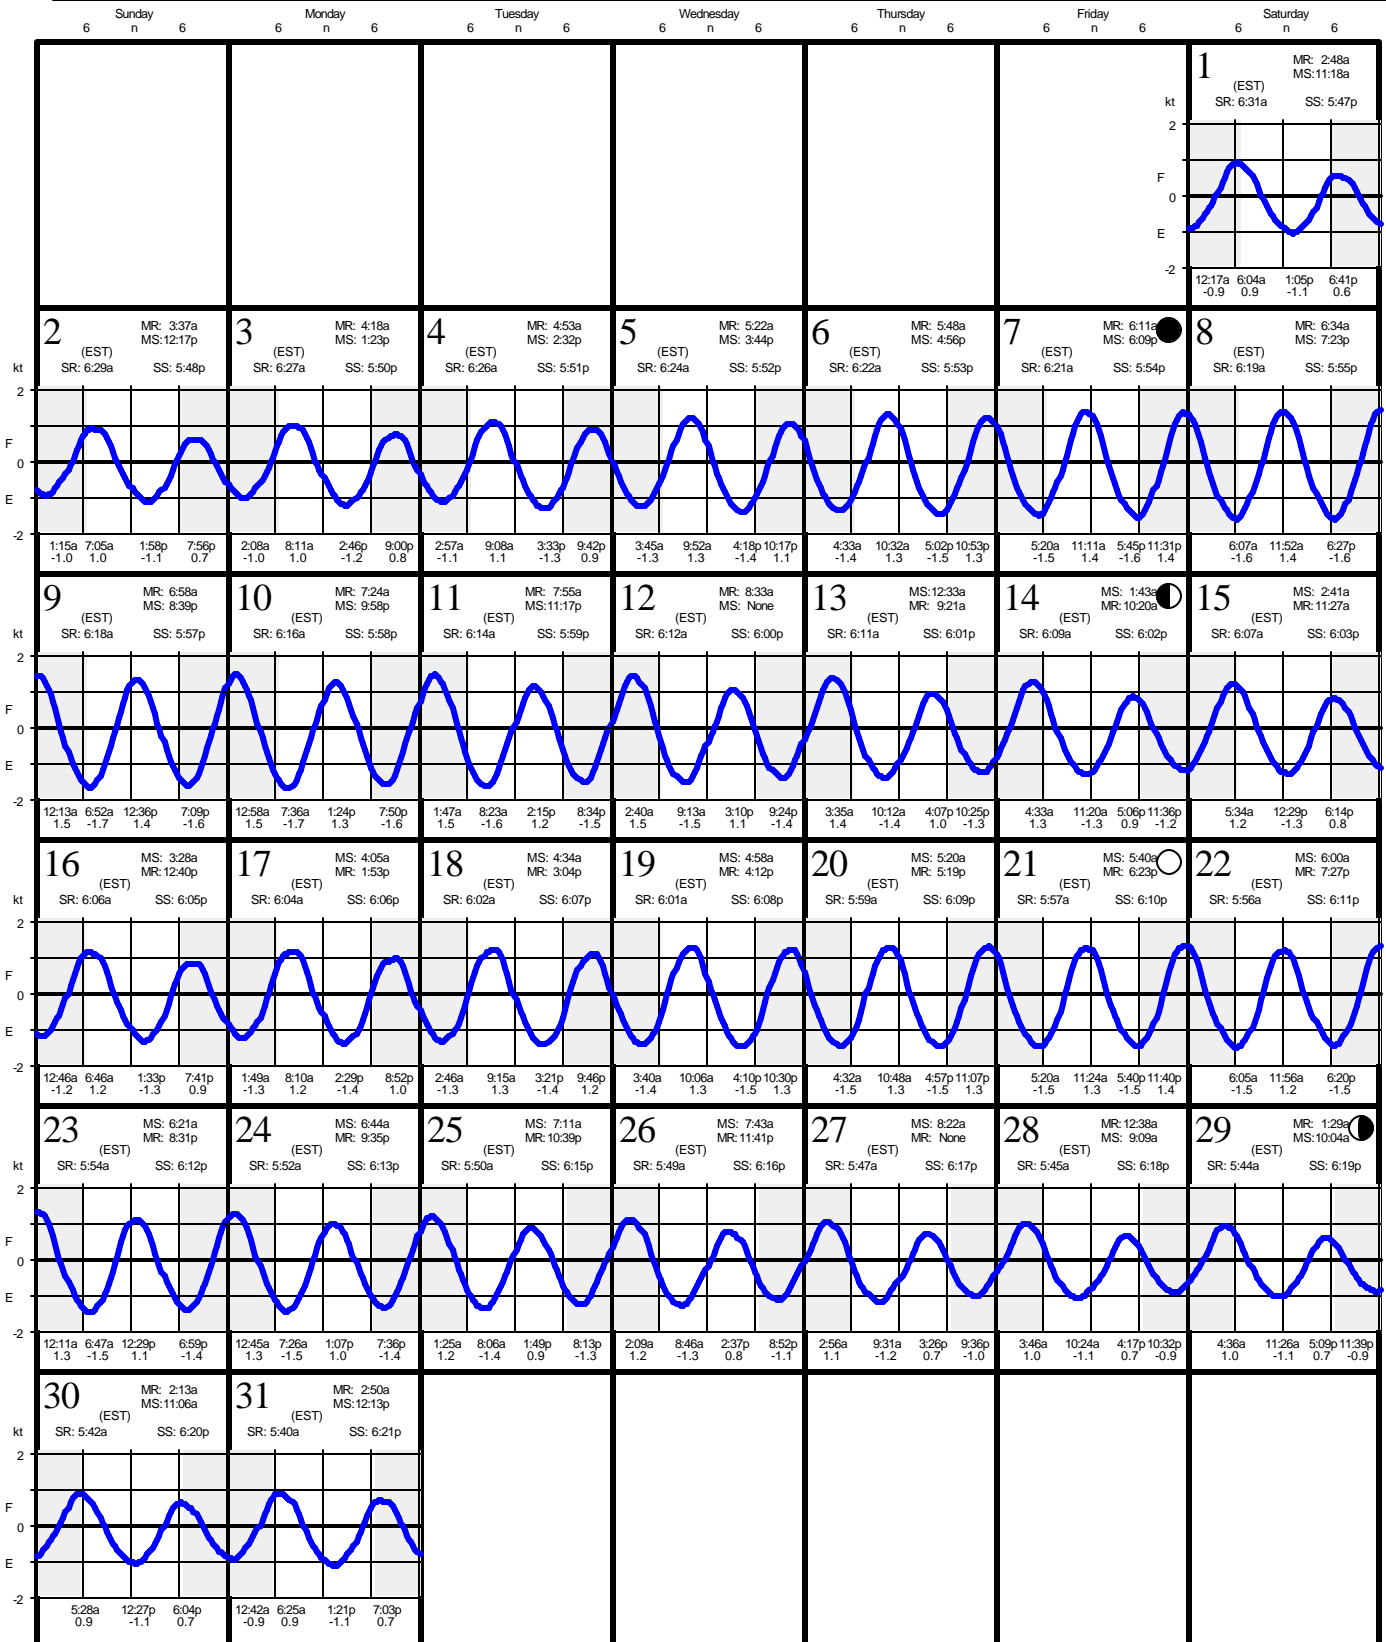 Sunday Monday Tuesday Wednesday Thursday Friday Saturday
6 n 6 6 n 6 6 n 6 6 n 6 6 n 6 6 n 6 6 n 6
1 MR: 2:48a
MS:11:18a
(EST)
kt SR: 6:31a SS: 5:47p
2
F
0
E
-2
12:17a 6:04a 1:05p 6:41p
-0.9 0.9 -1.1 0.6
2 MR: 3:37a 3 MR: 4:18a 4 MR: 4:53a 5 MR: 5:22a 6 MR: 5:48a 7 MR: 6:11a 8 MR: 6:34a
MS:12:17p MS: 1:23p MS: 2:32p MS: 3:44p MS: 4:56p MS: 6:09p MS: 7:23p
(EST) (EST) (EST) (EST) (EST) (EST) (EST)
kt SR: 6:29a SS: 5:48p SR: 6:27a SS: 5:50p SR: 6:26a SS: 5:51p SR: 6:24a SS: 5:52p SR: 6:22a SS: 5:53p SR: 6:21a SS: 5:54p SR: 6:19a SS: 5:55p
2
F
0
E
-2
1:15a 7:05a 1:58p 7:56p 2:08a 8:11a 2:46p 9:00p 2:57a 9:08a 3:33p 9:42p 3:45a 9:52a 4:18p 10:17p 4:33a 10:32a 5:02p 10:53p 5:20a 11:11a 5:45p 11:31p 6:07a 11:52a 6:27p
-1.0 1.0 -1.1 0.7 -1.0 1.0 -1.2 0.8 -1.1 1.1 -1.3 0.9 -1.3 1.3 -1.4 1.1 -1.4 1.3 -1.5 1.3 -1.5 1.4 -1.6 1.4 -1.6 1.4 -1.6
9 MR: 6:58a 10 MR: 7:24a 11 MR: 7:55a 12 MR: 8:33a 13 MS:12:33a 14 MS: 1:43a 15 MS: 2:41a
MS: 8:39p MS: 9:58p MS:11:17p MS: None MR: 9:21a MR:10:20a MR:11:27a
(EST) (EST) (EST) (EST) (EST) (EST) (EST)
kt SR: 6:18a SS: 5:57p SR: 6:16a SS: 5:58p SR: 6:14a SS: 5:59p SR: 6:12a SS: 6:00p SR: 6:11a SS: 6:01p SR: 6:09a SS: 6:02p SR: 6:07a SS: 6:03p
2
F
0
E
-2
12:13a 6:52a 12:36p 7:09p 12:58a 7:36a 1:24p 7:50p 1:47a 8:23a 2:15p 8:34p 2:40a 9:13a 3:10p 9:24p 3:35a 10:12a 4:07p 10:25p 4:33a 11:20a 5:06p 11:36p 5:34a 12:29p 6:14p
1.5 -1.7 1.4 -1.6 1.5 -1.7 1.3 -1.6 1.5 -1.6 1.2 -1.5 1.5 -1.5 1.1 -1.4 1.4 -1.4 1.0 -1.3 1.3 -1.3 0.9 -1.2 1.2 -1.3 0.8
16 MS: 3:28a 17 MS: 4:05a 18 MS: 4:34a 19 MS: 4:58a 20 MS: 5:20a 21 MS: 5:40a 22 MS: 6:00a
MR:12:40p MR: 1:53p MR: 3:04p MR: 4:12p MR: 5:19p MR: 6:23p MR: 7:27p
(EST) (EST) (EST) (EST) (EST) (EST) (EST)
kt SR: 6:06a SS: 6:05p SR: 6:04a SS: 6:06p SR: 6:02a SS: 6:07p SR: 6:01a SS: 6:08p SR: 5:59a SS: 6:09p SR: 5:57a SS: 6:10p SR: 5:56a SS: 6:11p
2
F
0
E
-2
12:46a 6:46a 1:33p 7:41p 1:49a 8:10a 2:29p 8:52p 2:46a 9:15a 3:21p 9:46p 3:40a 10:06a 4:10p 10:30p 4:32a 10:48a 4:57p 11:07p 5:20a 11:24a 5:40p 11:40p 6:05a 11:56a 6:20p
-1.2 1.2 -1.3 0.9 -1.3 1.2 -1.4 1.0 -1.3 1.3 -1.4 1.2 -1.4 1.3 -1.5 1.3 -1.5 1.3 -1.5 1.3 -1.5 1.3 -1.5 1.4 -1.5 1.2 -1.5
23 MS: 6:21a 24 MS: 6:44a 25 MS: 7:11a 26 MS: 7:43a 27 MS: 8:22a 28 MR:12:38a 29 MR: 1:29a
MR: 8:31p MR: 9:35p MR:10:39p MR:11:41p MR: None MS: 9:09a MS:10:04a
(EST) (EST) (EST) (EST) (EST) (EST) (EST)
kt SR: 5:54a SS: 6:12p SR: 5:52a SS: 6:13p SR: 5:50a SS: 6:15p SR: 5:49a SS: 6:16p SR: 5:47a SS: 6:17p SR: 5:45a SS: 6:18p SR: 5:44a SS: 6:19p
2
F
0
E
-2
12:11a 6:47a 12:29p 6:59p 12:45a 7:26a 1:07p 7:36p 1:25a 8:06a 1:49p 8:13p 2:09a 8:46a 2:37p 8:52p 2:56a 9:31a 3:26p 9:36p 3:46a 10:24a 4:17p 10:32p 4:36a 11:26a 5:09p 11:39p
1.3 -1.5 1.1 -1.4 1.3 -1.5 1.0 -1.4 1.2 -1.4 0.9 -1.3 1.2 -1.3 0.8 -1.1 1.1 -1.2 0.7 -1.0 1.0 -1.1 0.7 -0.9 1.0 -1.1 0.7 -0.9
30 MR: 2:13a 31 MR: 2:50a
MS:11:06a MS:12:13p
(EST) (EST)
kt SR: 5:42a SS: 6:20p SR: 5:40a SS: 6:21p
2
F
0
E
-2
5:28a 12:27p 6:04p 12:42a 6:25a 1:21p 7:03p
0.9 -1.1 0.7 -0.9 0.9 -1.1 0.7